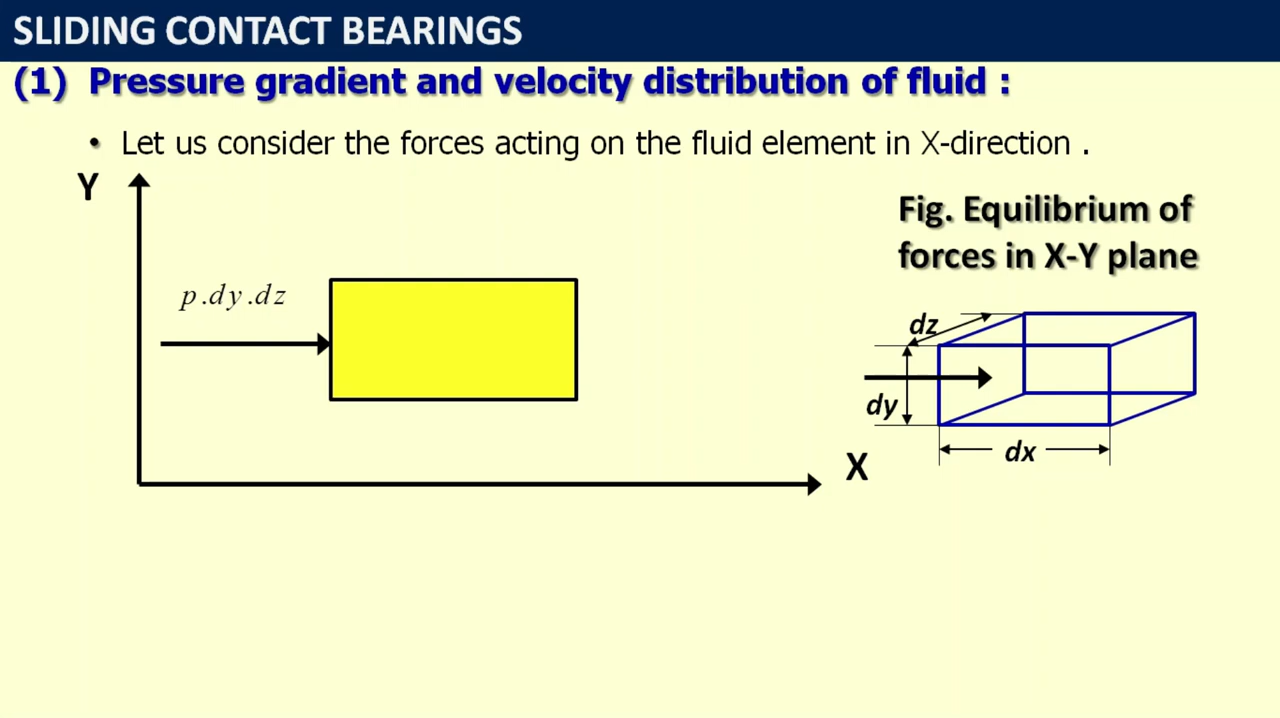 SLIDING CONTACT BEARINGS
(1) Pressure gradient and velocity distribution of fluid :
• Let us consider the forces acting on the fluid element in X-direction .
Y
p.dy.dz
X
Fig. Equilibrium of
forces in X-Y plane
dz
dy
dx